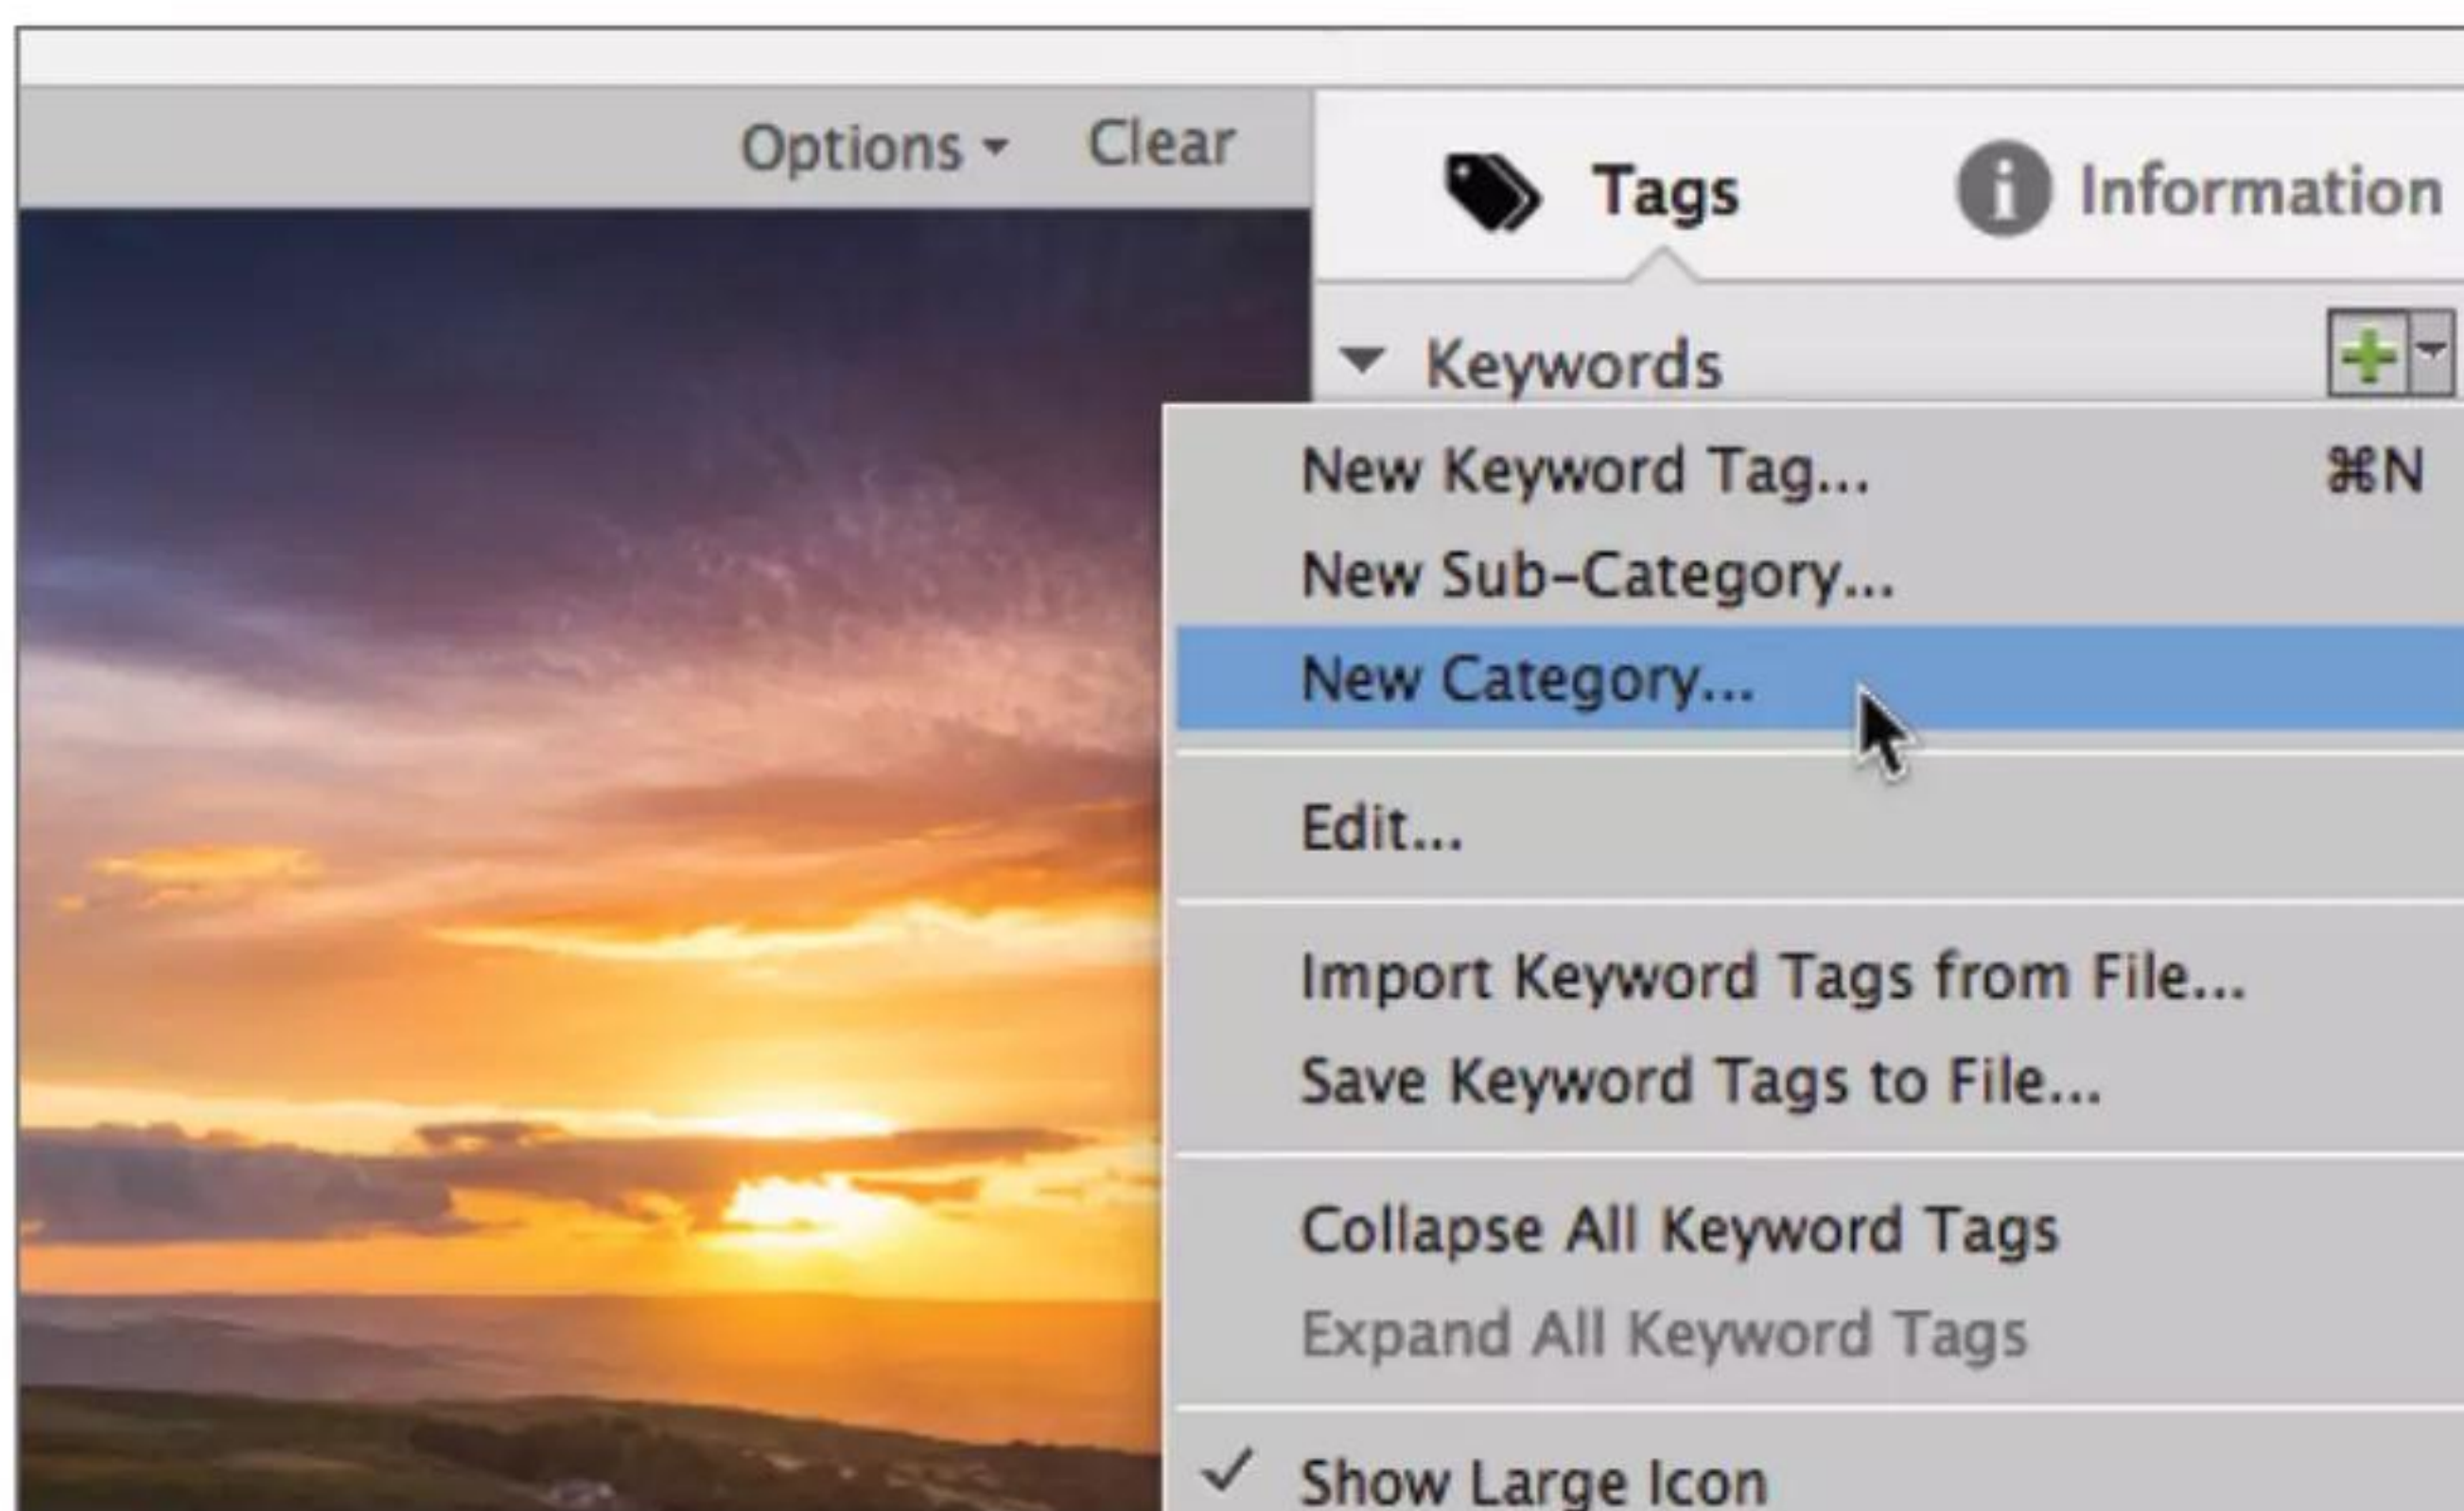 Options Clear
Tags Information
Keywords
New Keyword Tag... ⌘N
New Sub-Category...
New Category...
Edit...
Import Keyword Tags from File...
Save Keyword Tags to File...
Collapse All Keyword Tags
Expand All Keyword Tags
Show Large Icon